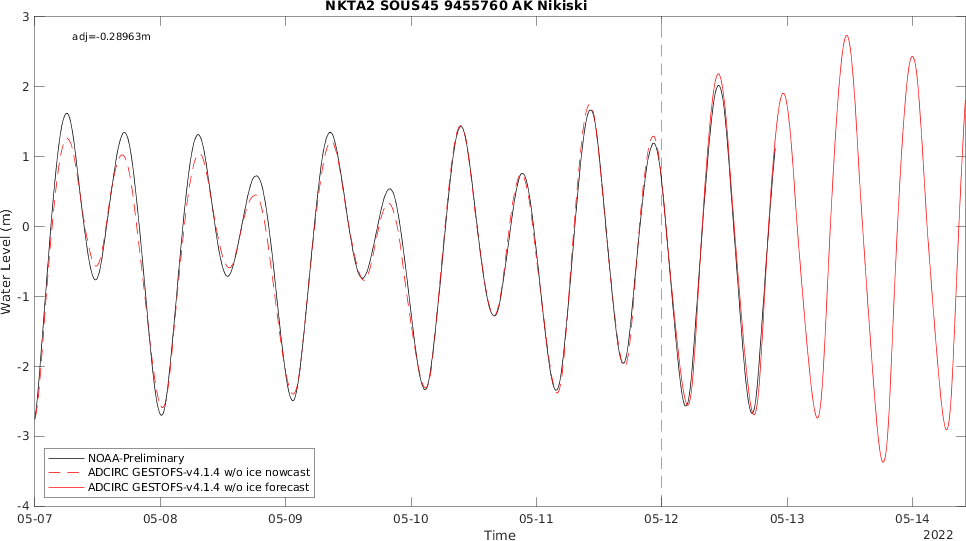 NKTA2 SOUS45 9455760 AK Nikiski
adj=-0.28963m
3
2
1
0
-1
-2
-3
-4
Water Level (m)
NOAA-Preliminary
ADCIRC GESTOFS-v4.1.4 w/o ice nowcast
ADCIRC GESTOFS-v4.1.4 w/o ice forecast
05-07 05-08 05-09 05-10 05-11 05-12 05-13 05-14
Time
2022